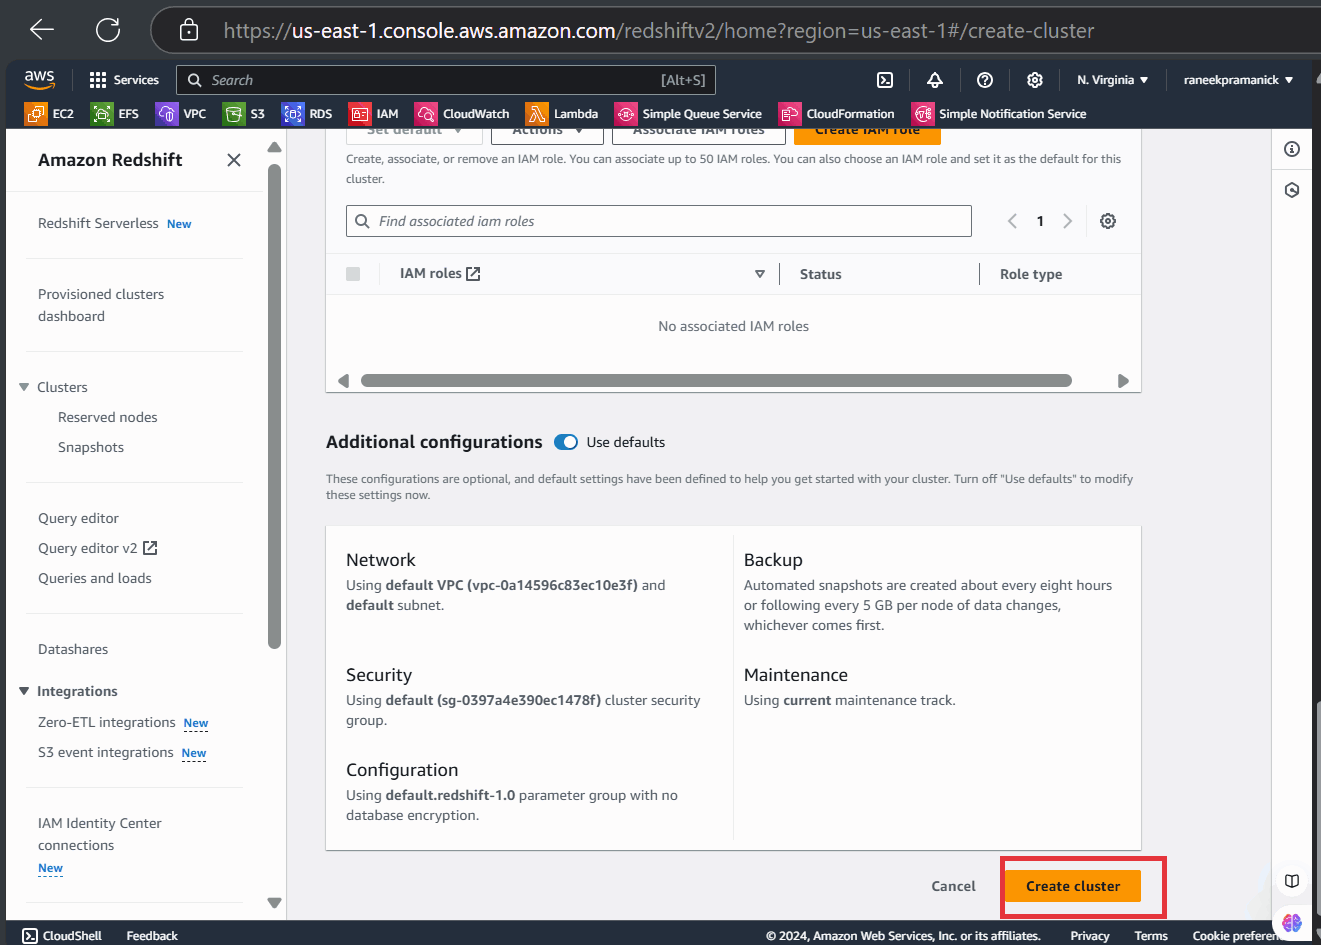 https://us-east-1.console.aws.amazon.com/redshiftv2/home?region=us-east-1#/create-cluster
aws
Services
Search
[Alt+S]
N. Virginia
raneekpramanick
EC2
EFS
VPC
S3
RDS
IAM
CloudWatch
Lambda
Simple Queue Service
CloudFormation
Simple Notification Service
Amazon Redshift
Redshift Serverless New
Provisioned clusters
dashboard
Clusters
Reserved nodes
Snapshots
Query editor
Query editor v2
Queries and loads
Datashares
Integrations
Zero-ETL integrations New
S3 event integrations New
IAM Identity Center
connections
New
Set default
Actions
Associate IAM roles
Create IAM role
Create, associate, or remove an IAM role. You can associate up to 50 IAM roles. You can also choose an IAM role and set it as the default for this
cluster.
Find associated iam roles
1
IAM roles
Status
Role type
No associated IAM roles
Additional configurations
Use defaults
These configurations are optional, and default settings have been defined to help you get started with your cluster. Turn off "Use defaults" to modify
these settings now.
Network
Using default VPC (vpc-0a14596c83ec10e3f) and
default subnet.
Security
Using default (sg-0397a4e390ec1478f) cluster security
group.
Configuration
Using default.redshift-1.0 parameter group with no
database encryption.
Backup
Automated snapshots are created about every eight hours
or following every 5 GB per node of data changes,
whichever comes first.
Maintenance
Using current maintenance track.
Cancel
Create cluster
CloudShell
Feedback
© 2024, Amazon Web Services, Inc. or its affiliates.
Privacy
Terms
Cookie preferen